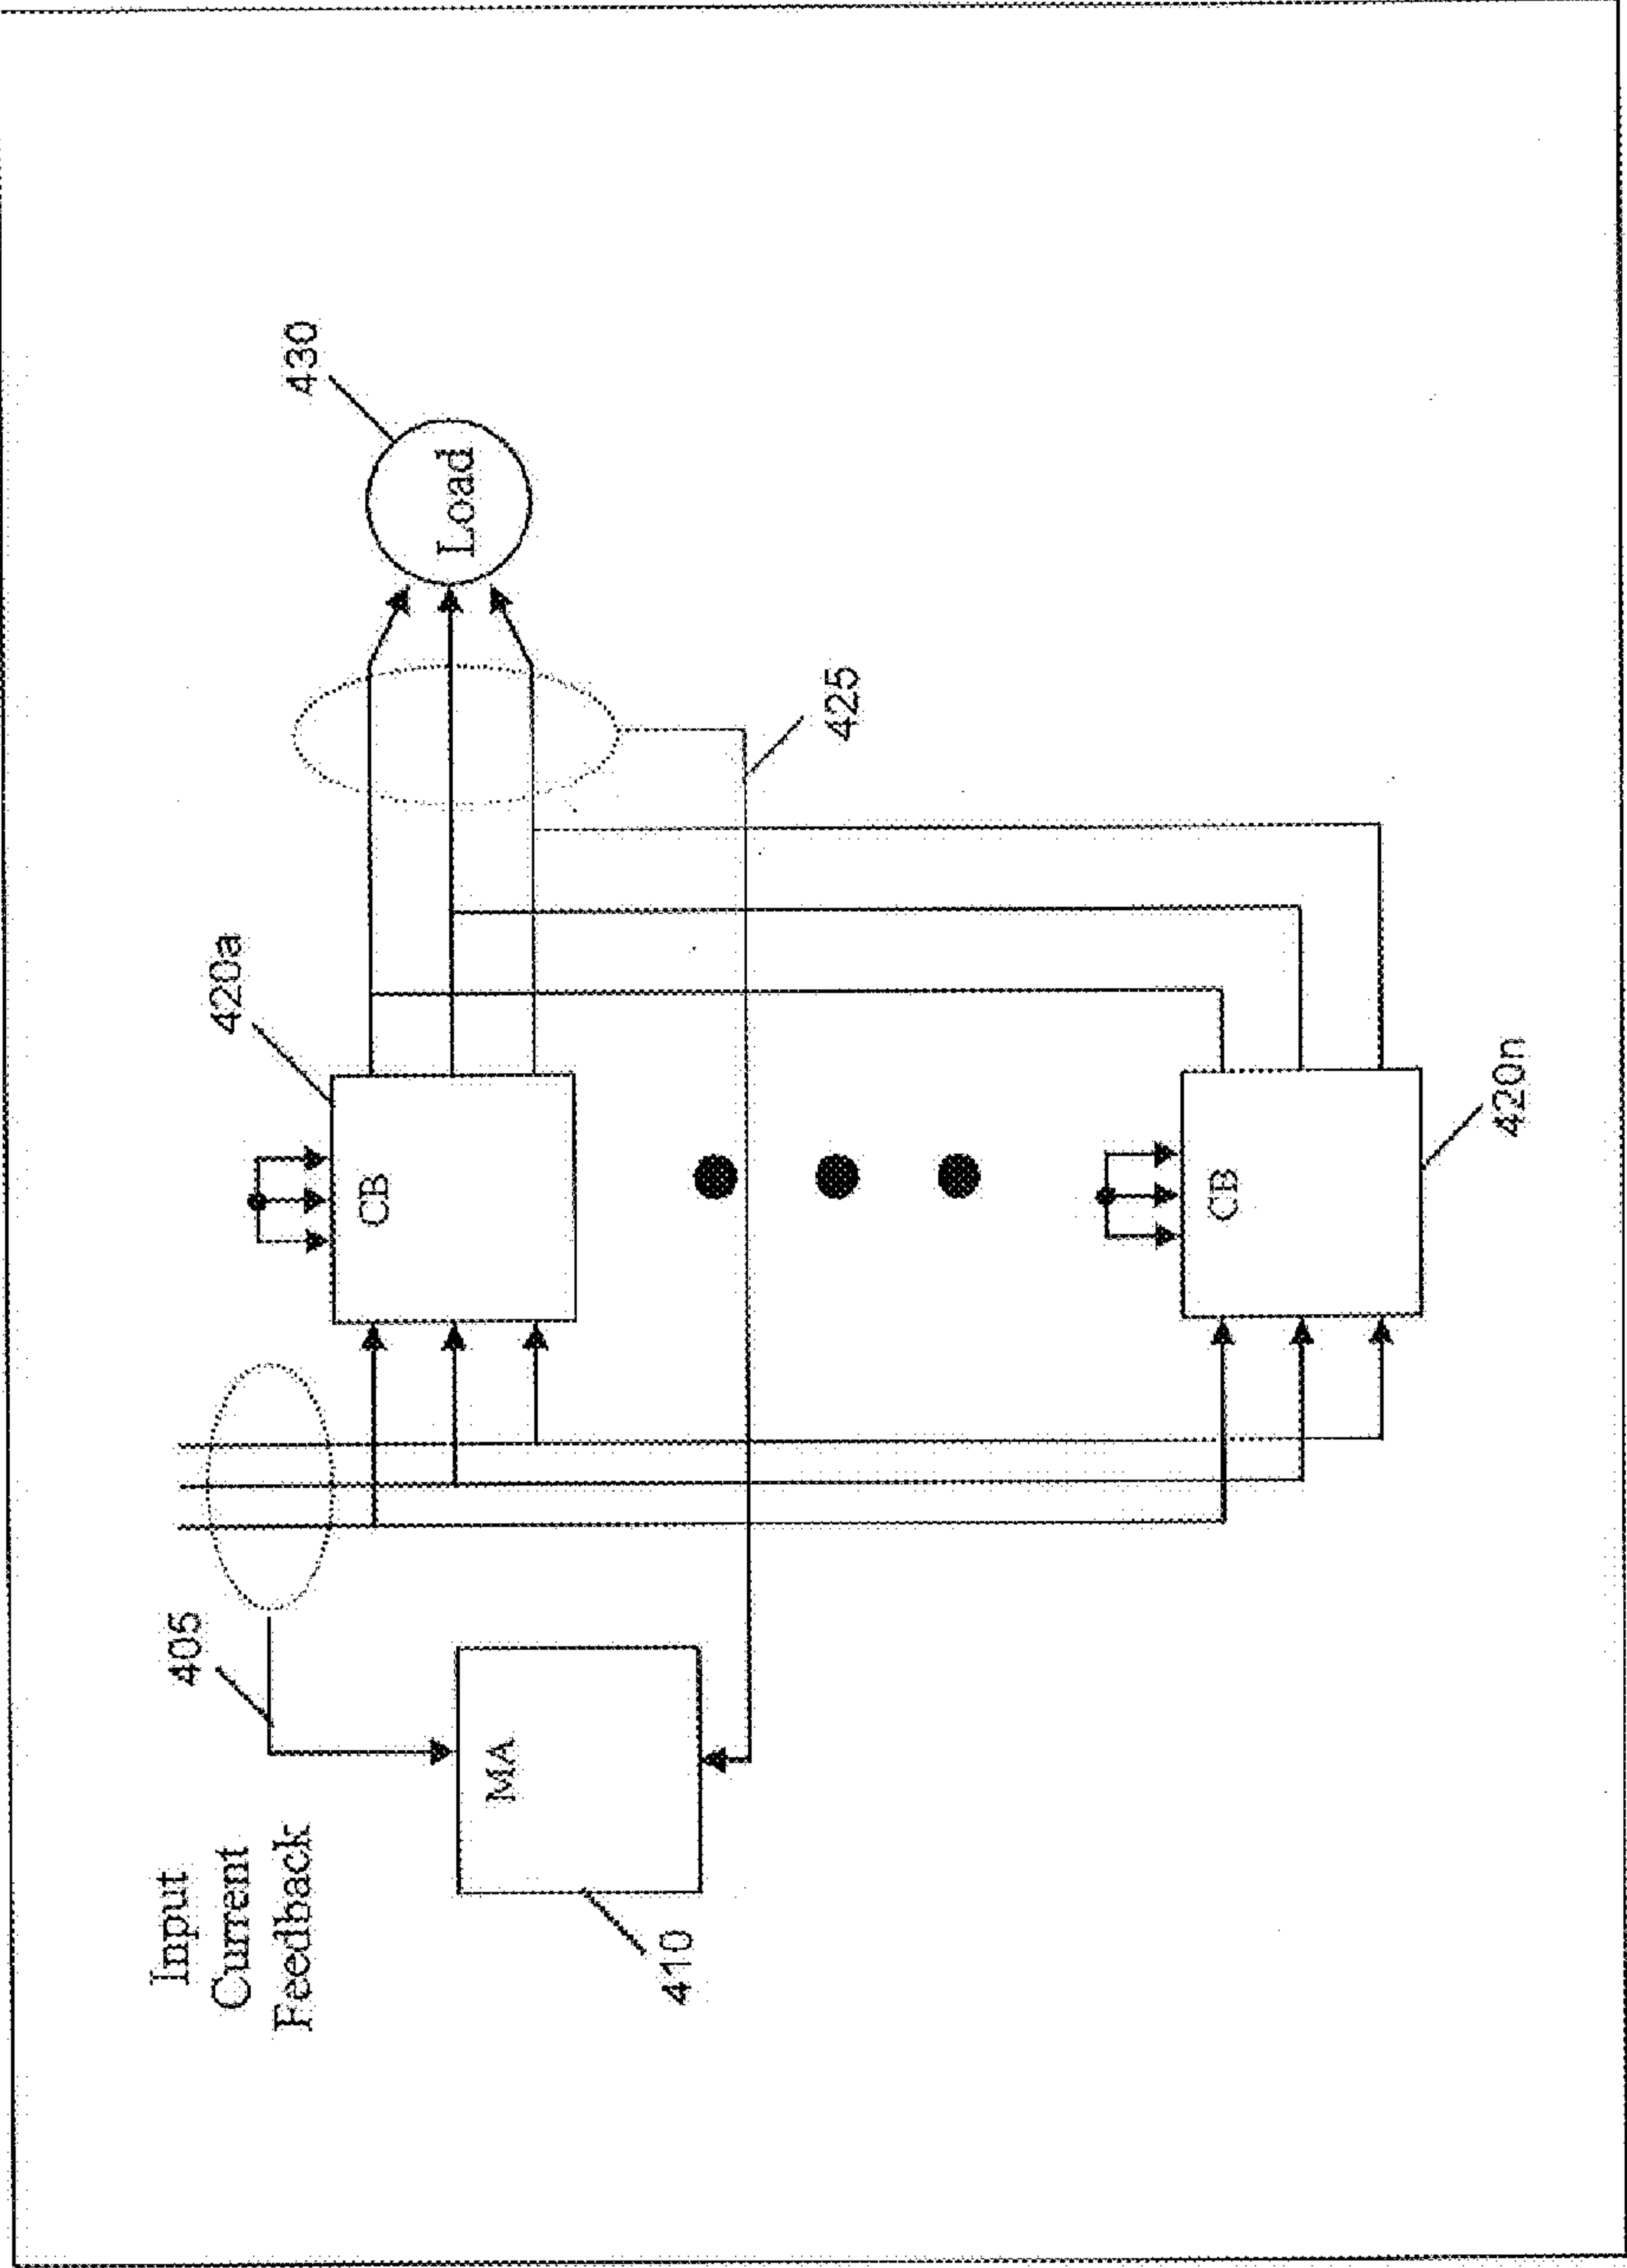 Input
Current
Feedback
405
420a
430
CB
Load
MA
410
425
CB
420n